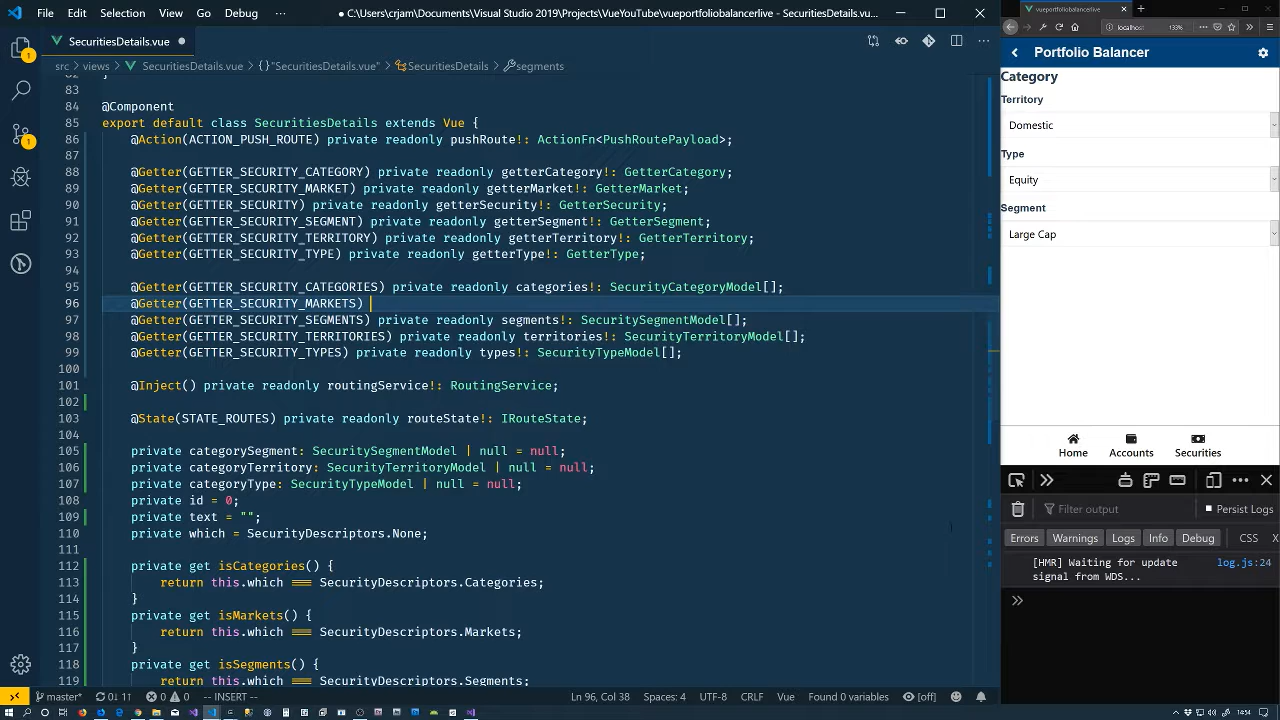 File Edit Selection View Go Debug ··· ● C:\Users\crjam\Documents\Visual Studio 2019\Projects\VueYouTube\vueportfoliobalancerlive - SecuritiesDetails.vu...
SecuritiesDetails.vue ●
src › views › SecuritiesDetails.vue › {} "SecuritiesDetails.vue" › SecuritiesDetails › segments
82 }
83
84 @Component
85 export default class SecuritiesDetails extends Vue {
86 @Action(ACTION_PUSH_ROUTE) private readonly pushRoute!: ActionFn<PushRoutePayload>;
87
88 @Getter(GETTER_SECURITY_CATEGORY) private readonly getterCategory!: GetterCategory;
89 @Getter(GETTER_SECURITY_MARKET) private readonly getterMarket!: GetterMarket;
90 @Getter(GETTER_SECURITY) private readonly getterSecurity!: GetterSecurity;
91 @Getter(GETTER_SECURITY_SEGMENT) private readonly getterSegment!: GetterSegment;
92 @Getter(GETTER_SECURITY_TERRITORY) private readonly getterTerritory!: GetterTerritory;
93 @Getter(GETTER_SECURITY_TYPE) private readonly getterType!: GetterType;
94
95 @Getter(GETTER_SECURITY_CATEGORIES) private readonly categories!: SecurityCategoryModel[];
96 @Getter(GETTER_SECURITY_MARKETS)
97 @Getter(GETTER_SECURITY_SEGMENTS) private readonly segments!: SecuritySegmentModel[];
98 @Getter(GETTER_SECURITY_TERRITORIES) private readonly territories!: SecurityTerritoryModel[];
99 @Getter(GETTER_SECURITY_TYPES) private readonly types!: SecurityTypeModel[];
100
101 @Inject() private readonly routingService!: RoutingService;
102
103 @State(STATE_ROUTES) private readonly routeState!: IRouteState;
104
105 private categorySegment: SecuritySegmentModel | null = null;
106 private categoryTerritory: SecurityTerritoryModel | null = null;
107 private categoryType: SecurityTypeModel | null = null;
108 private id = 0;
109 private text = "";
110 private which = SecurityDescriptors.None;
111
112 private get isCategories() {
113 return this.which === SecurityDescriptors.Categories;
114 }
115 private get isMarkets() {
116 return this.which === SecurityDescriptors.Markets;
117 }
118 private get isSegments() {
119 return this.which === SecurityDescriptors.Segments;
master* 0↓ 1↑ 0 0 -- INSERT -- Ln 96, Col 38 Spaces: 4 UTF-8 CRLF Vue Found 0 variables [off]
vueportfoliobalancerlive
localhost 133%
Portfolio Balancer
Category
Territory
Domestic
Type
Equity
Segment
Large Cap
Home Accounts Securities
Filter output Persist Logs
Errors Warnings Logs Info Debug CSS X
[HMR] Waiting for update log.js:24
signal from WDS...
14:54